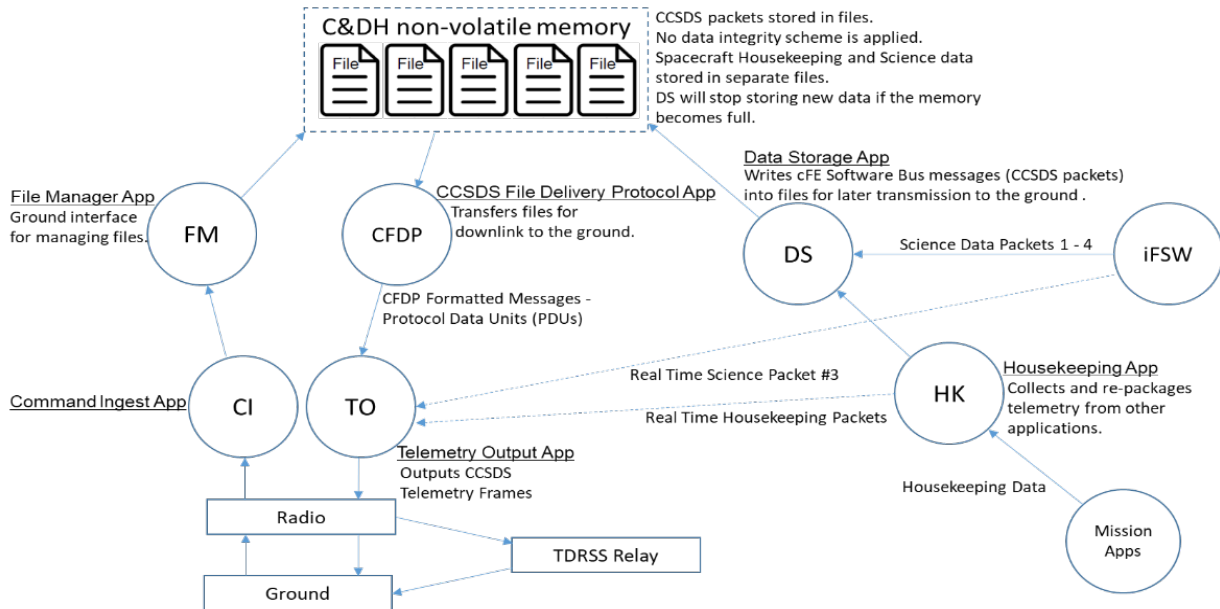 C&DH non-volatile memory
File
File
File
File
File
CCSDS packets stored in files.
No data integrity scheme is applied.
Spacecraft Housekeeping and Science data
stored in separate files.
DS will stop storing new data if the memory
becomes full.
File Manager App
Ground interface
for managing files.
FM
CFDP
CCSDS File Delivery Protocol App
Transfers files for
downlink to the ground.
Data Storage App
Writes cFE Software Bus messages (CCSDS packets)
into files for later transmission to the ground .
DS
Science Data Packets 1 - 4
iFSW
CFDP Formatted Messages -
Protocol Data Units (PDUs)
Command Ingest App
CI
TO
Real Time Science Packet #3
Real Time Housekeeping Packets
HK
Housekeeping App
Collects and re-packages
telemetry from other
applications.
Telemetry Output App
Outputs CCSDS
Telemetry Frames
Housekeeping Data
Radio
TDRSS Relay
Mission
Apps
Ground